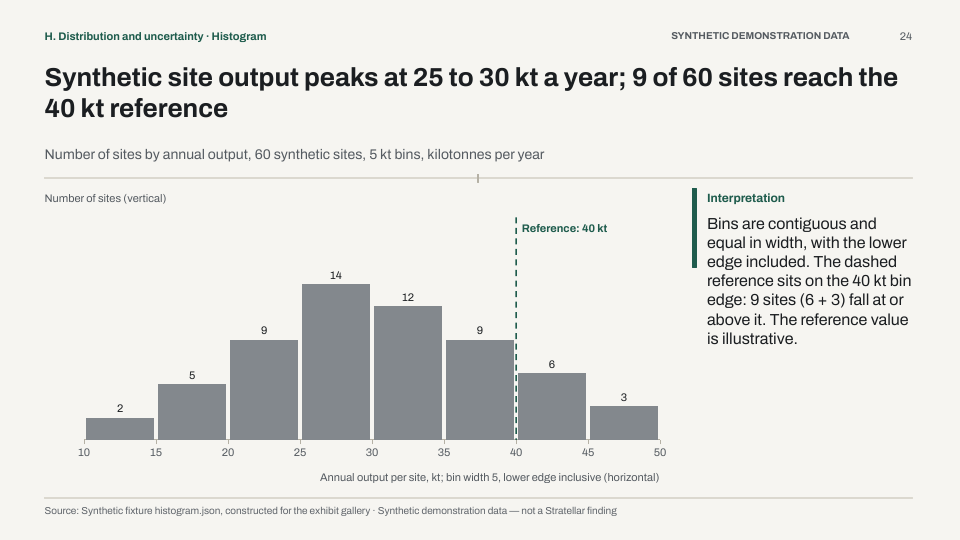 H. Distribution and uncertainty · Histogram
SYNTHETIC DEMONSTRATION DATA
24
Synthetic site output peaks at 25 to 30 kt a year; 9 of 60 sites reach the
40 kt reference
Number of sites by annual output, 60 synthetic sites, 5 kt bins, kilotonnes per year
Number of sites (vertical)
Reference: 40 kt
2
5
9
14
12
9
6
3
10
15
20
25
30
35
40
45
50
Annual output per site, kt; bin width 5, lower edge inclusive (horizontal)
Interpretation
Bins are contiguous and
equal in width, with the lower
edge included. The dashed
reference sits on the 40 kt bin
edge: 9 sites (6 + 3) fall at or
above it. The reference value
is illustrative.
Source: Synthetic fixture histogram.json, constructed for the exhibit gallery · Synthetic demonstration data — not a Stratellar finding